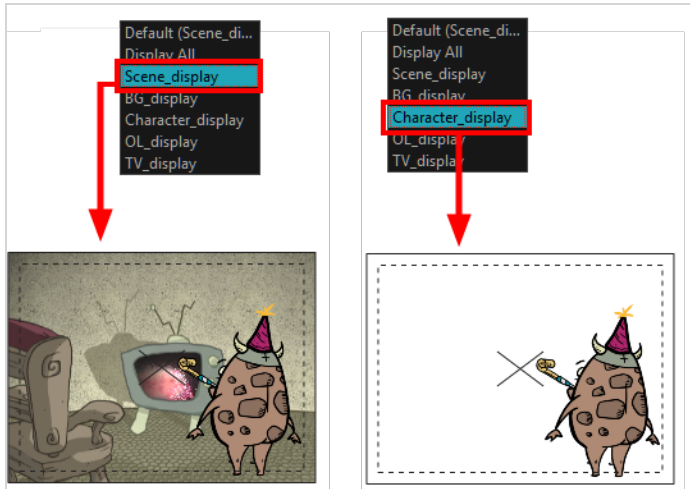 Default (Scene_di...
Display All
Scene_display
BG_display
Character_display
OL_display
TV_display
Default (Scene_di...
Display All
Scene_display
BG_display
Character_display
OL_display
TV_display